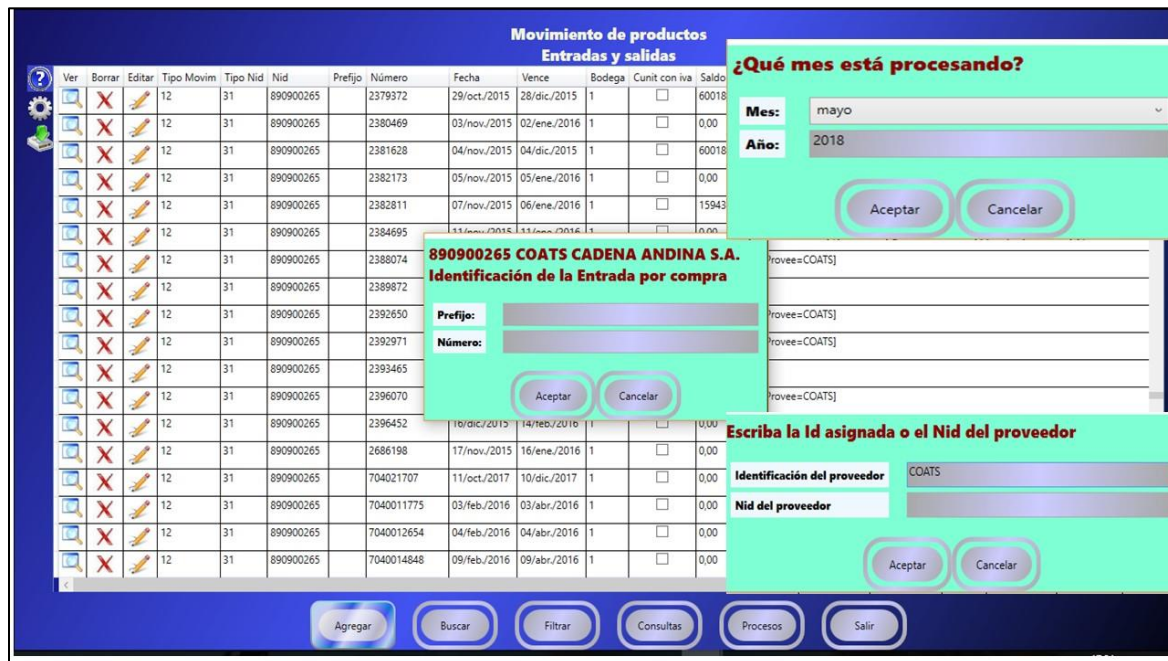 Movimiento de productos
Entradas y salidas
Ver Borrar Editar Tipo Movim Tipo Nid Nid Prefijo Número Fecha Vence Bodega Cunit con iva Saldo
12 31 890900265 2379372 29/oct./2015 28/dic./2015 1 60018
12 31 890900265 2380469 03/nov./2015 02/ene./2016 1 0,00
12 31 890900265 2381628 04/nov./2015 04/dic./2015 1 60018
12 31 890900265 2382173 05/nov./2015 05/ene./2016 1 0,00
12 31 890900265 2382811 07/nov./2015 06/ene./2016 1 15943
12 31 890900265 2384695 11/nov./2015 11/ene./2016 1 0,00
12 31 890900265 2388074 Provee=COATS]
12 31 890900265 2389872
12 31 890900265 2392650 Provee=COATS]
12 31 890900265 2392971 Provee=COATS]
12 31 890900265 2393465
12 31 890900265 2396070 Provee=COATS]
12 31 890900265 2396452 16/dic./2015 14/feb./2016 1 0,00
12 31 890900265 2686198 17/nov./2015 16/ene./2016 1 0,00
12 31 890900265 704021707 11/oct./2017 10/dic./2017 1 0,00
12 31 890900265 7040011775 03/feb./2016 03/abr./2016 1 0,00
12 31 890900265 7040012654 04/feb./2016 04/abr./2016 1 0,00
12 31 890900265 7040014848 09/feb./2016 09/abr./2016 1 0,00
¿Qué mes está procesando?
Mes: mayo
Año: 2018
Aceptar Cancelar
890900265 COATS CADENA ANDINA S.A.
Identificación de la Entrada por compra
Prefijo:
Número:
Aceptar Cancelar
Escriba la Id asignada o el Nid del proveedor
Identificación del proveedor COATS
Nid del proveedor
Aceptar Cancelar
Agregar Buscar Filtrar Consultas Procesos Salir